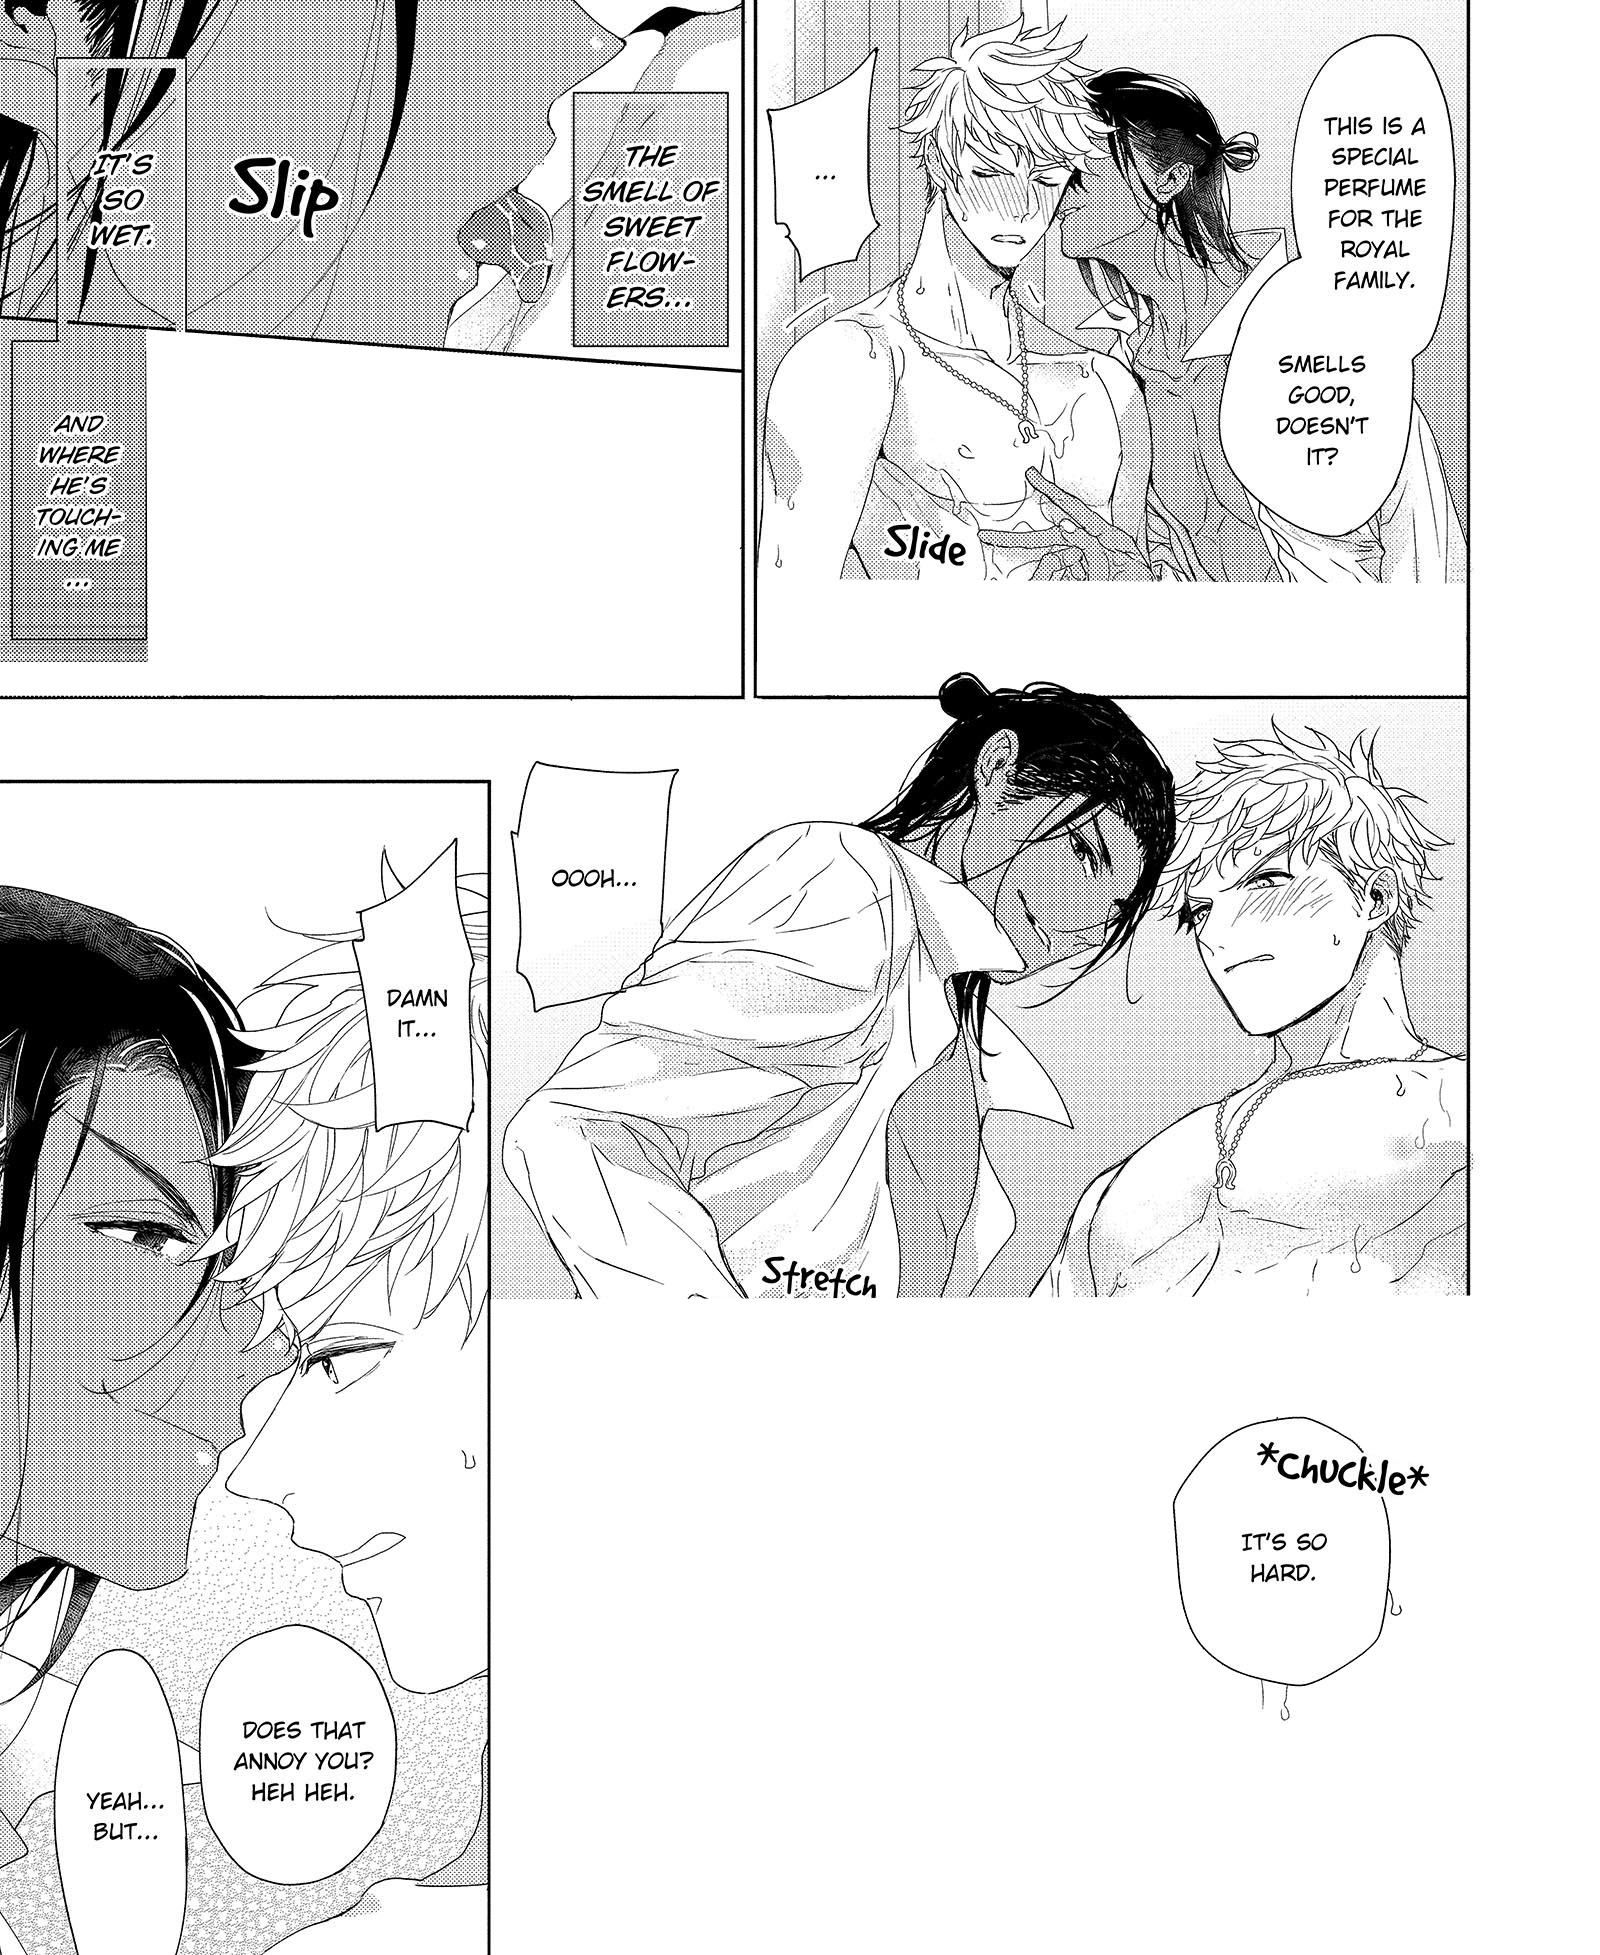 THIS IS A
SPECIAL
PERFUME
FOR THE
ROYAL
FAMILY.
SMELLS
GOOD,
DOESN'T
IT?
...
Slide
THE
SMELL OF
SWEET
FLOW-
ERS...
Slip
IT'S
SO
WET.
AND
WHERE
HE'S
TOUCH-
ING ME
...
OOOH...
Stretch
*Chuckle*
IT'S SO
HARD.
DAMN
IT...
DOES THAT
ANNOY YOU?
HEH HEH.
YEAH...
BUT...